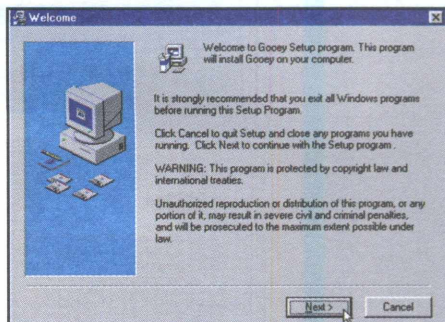 Welcome
Welcome to Gooey Setup program. This program
will install Gooey on your computer.
It is strongly recommended that you exit all Windows programs
before running this Setup Program.
Click Cancel to quit Setup and close any programs you have
running. Click Next to continue with the Setup program.
WARNING: This program is protected by copyright law and
international treaties.
Unauthorized reproduction or distribution of this program, or any
portion of it, may result in severe civil and criminal penalties,
and will be prosecuted to the maximum extent possible under
law.
Next > Cancel